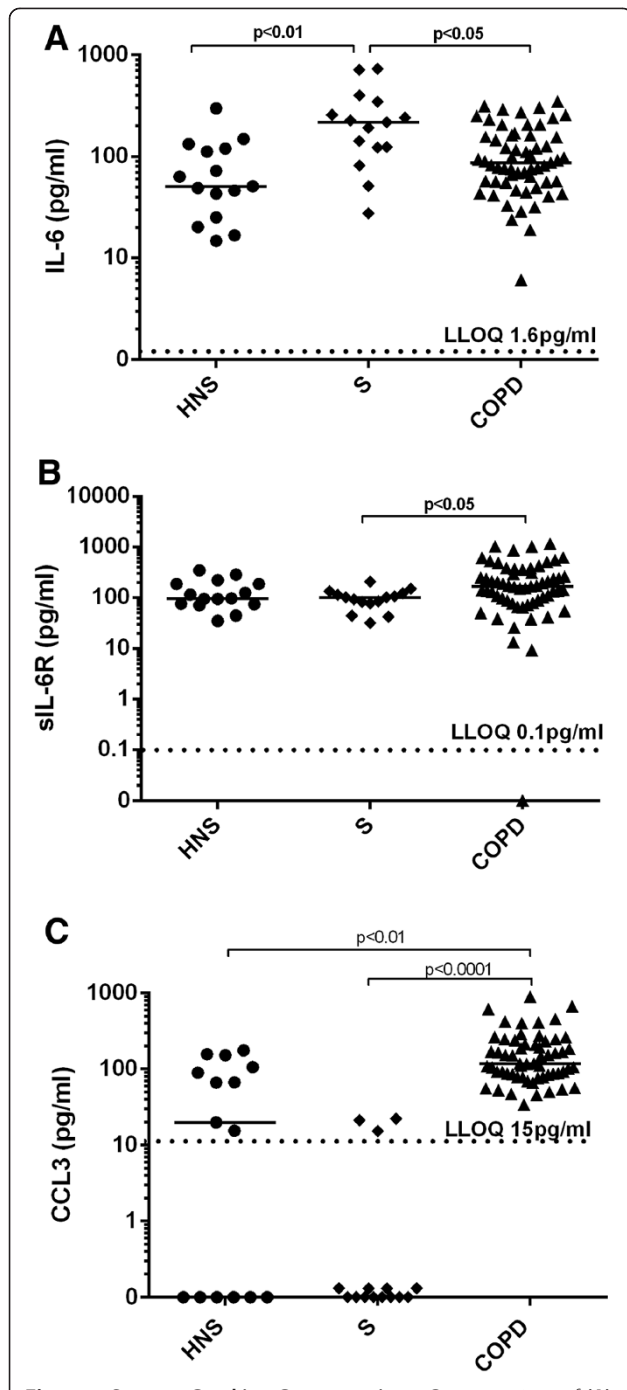 A
p<0.01
p<0.05
1000
100
10
0
IL-6 (pg/ml)
LLOQ 1.6pg/ml
HNS
S
COPD
B
p<0.05
10000
1000
100
10
1
0.1
0
sIL-6R (pg/ml)
LLOQ 0.1pg/ml
HNS
S
COPD
C
p<0.01
p<0.0001
1000
100
10
1
0
CCL3 (pg/ml)
LLOQ 15pg/ml
HNS
S
COPD